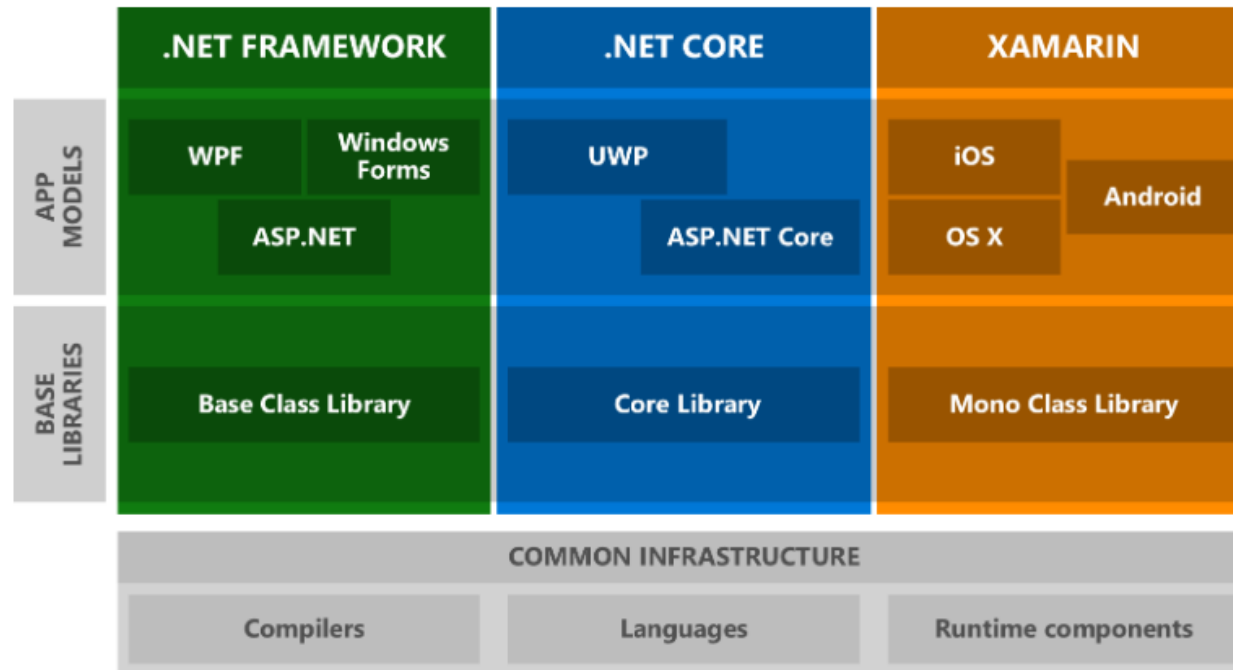 .NET FRAMEWORK
.NET CORE
XAMARIN
APP
MODELS
WPF
Windows
Forms
ASP.NET
UWP
ASP.NET Core
iOS
Android
OS X
BASE
LIBRARIES
Base Class Library
Core Library
Mono Class Library
COMMON INFRASTRUCTURE
Compilers
Languages
Runtime components